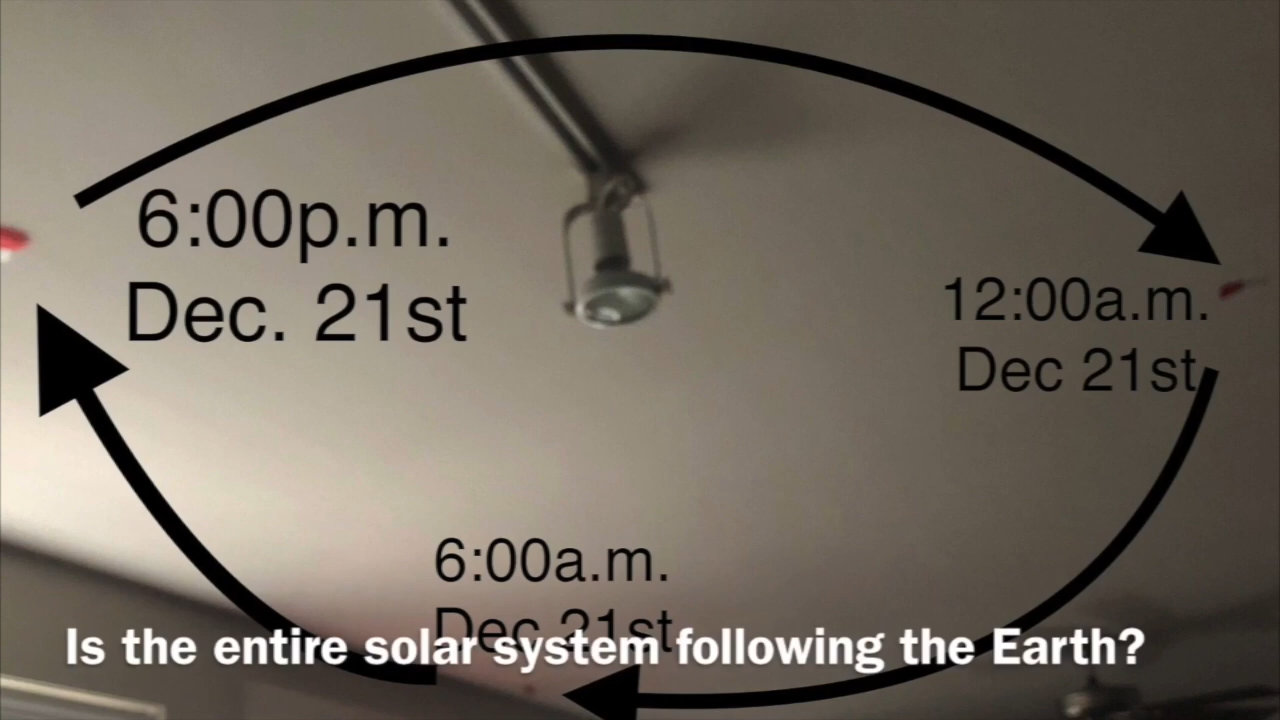 6:00p.m.
Dec. 21st
12:00a.m.
Dec 21st
6:00a.m.
Dec 21st
Is the entire solar system following the Earth?